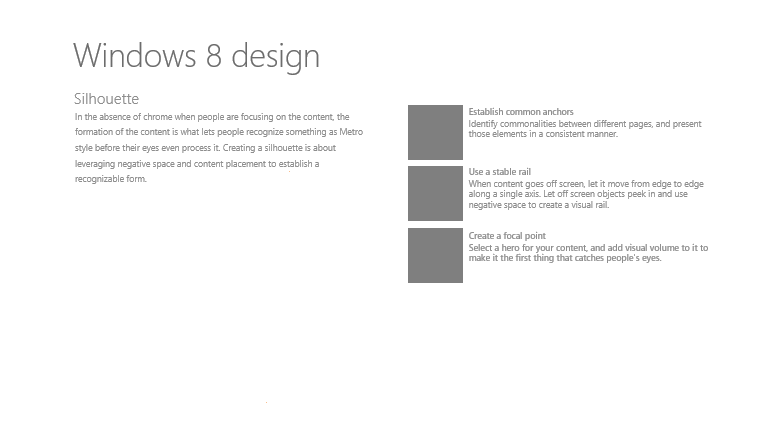 Windows 8 design
Silhouette
In the absence of chrome when people are focusing on the content, the
formation of the content is what lets people recognize something as Metro
style before their eyes even process it. Creating a silhouette is about
leveraging negative space and content placement to establish a
recognizable form.
Establish common anchors
Identify commonalities between different pages, and present
those elements in a consistent manner.
Use a stable rail
When content goes off screen, let it move from edge to edge
along a single axis. Let off screen objects peek in and use
negative space to create a visual rail.
Create a focal point
Select a hero for your content, and add visual volume to it to
make it the first thing that catches people's eyes.